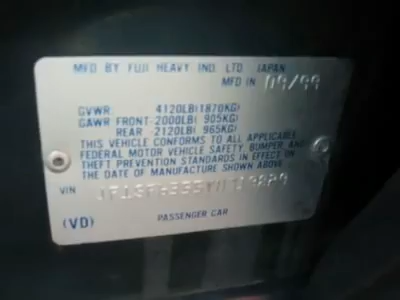 MFD BY FUJI HEAVY IND. LTD. JAPAN
MFD IN 09/99
GVWR: 4120LB(1870KG)
GAWR FRONT-2000LB( 905KG)
REAR -2120LB( 965KG)
THIS VEHICLE CONFORMS TO ALL APPLICABLE
FEDERAL MOTOR VEHICLE SAFETY, BUMPER, AND
THEFT PREVENTION STANDARDS IN EFFECT ON
THE DATE OF MANUFACTURE SHOWN ABOVE
VIN
(VD) PASSENGER CAR